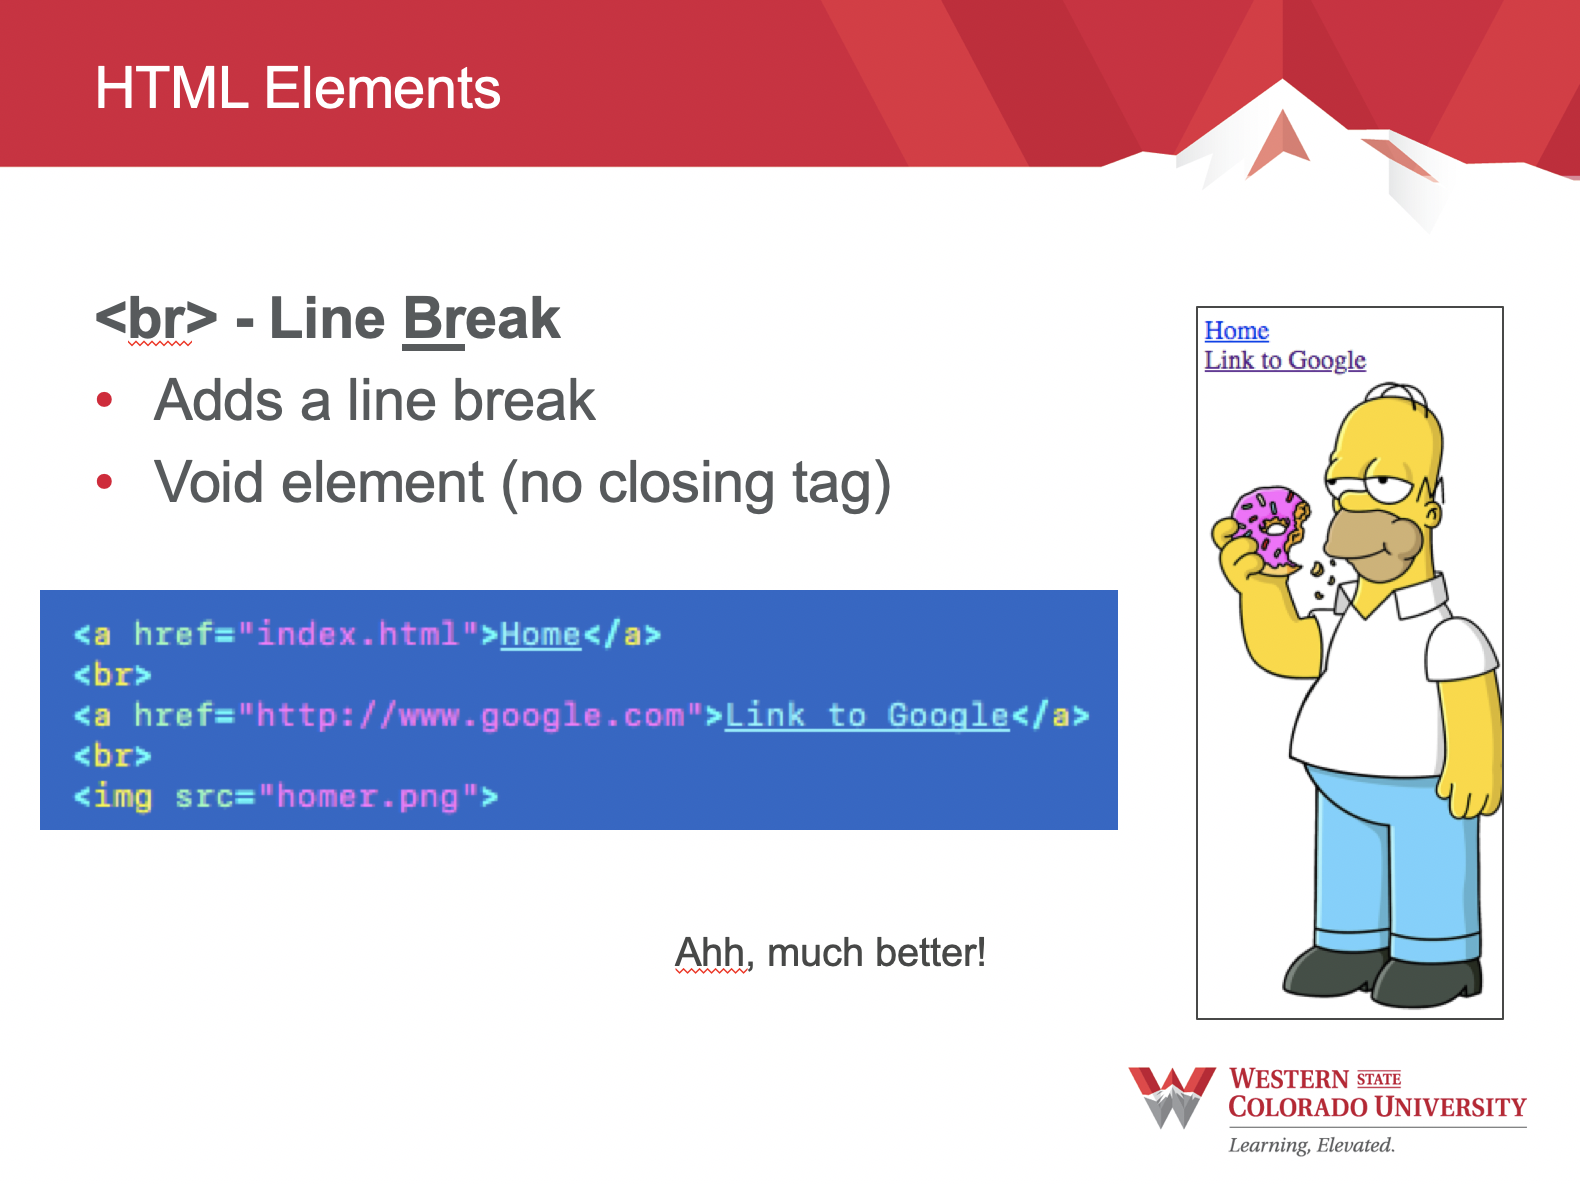 HTML Elements
<br> - Line Break
• Adds a line break
• Void element (no closing tag)
<a href="index.html">Home</a>
<br>
<a href="http://www.google.com">Link to Google</a>
<br>
<img src="homer.png">
Ahh, much better!
Home
Link to Google
WESTERN STATE
COLORADO UNIVERSITY
Learning, Elevated.